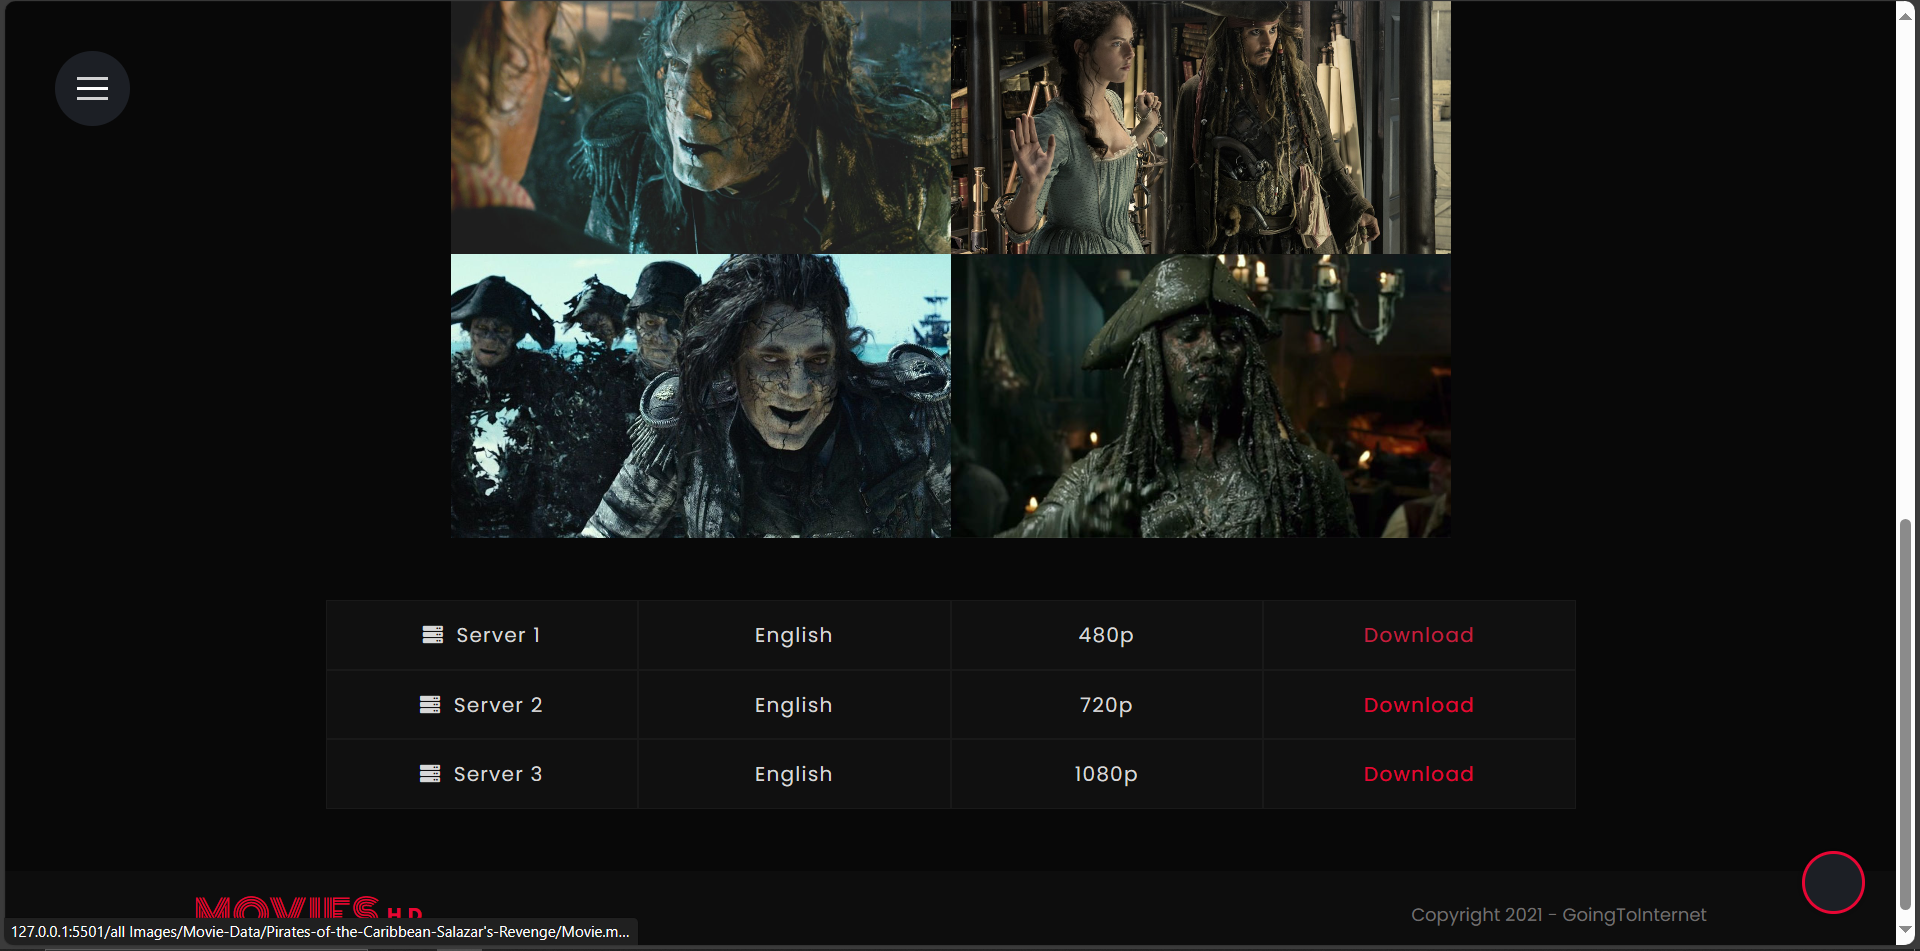 Server 1 English 480p Download
Server 2 English 720p Download
Server 3 English 1080p Download
MOVIES HD
Copyright 2021 - GoingToInternet
127.0.0.1:5501/all Images/Movie-Data/Pirates-of-the-Caribbean-Salazar's-Revenge/Movie.m...